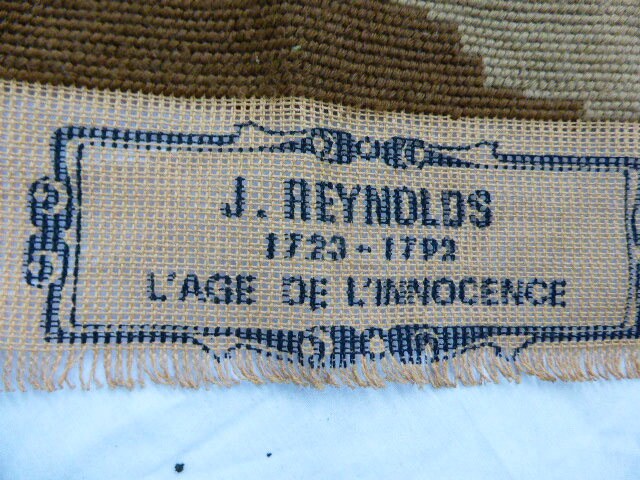 J. REYNOLDS
1723-1792
L'AGE DE L'INNOCENCE